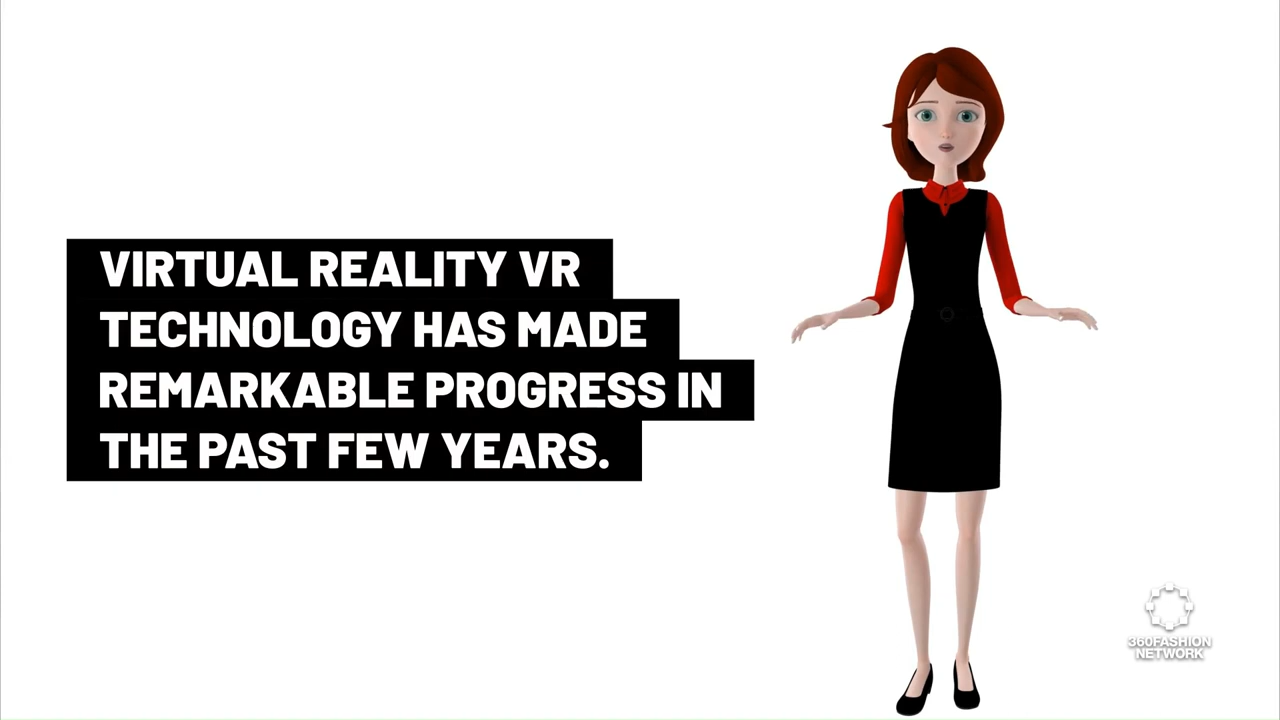 VIRTUAL REALITY VR
TECHNOLOGY HAS MADE
REMARKABLE PROGRESS IN
THE PAST FEW YEARS.
360FASHION
NETWORK